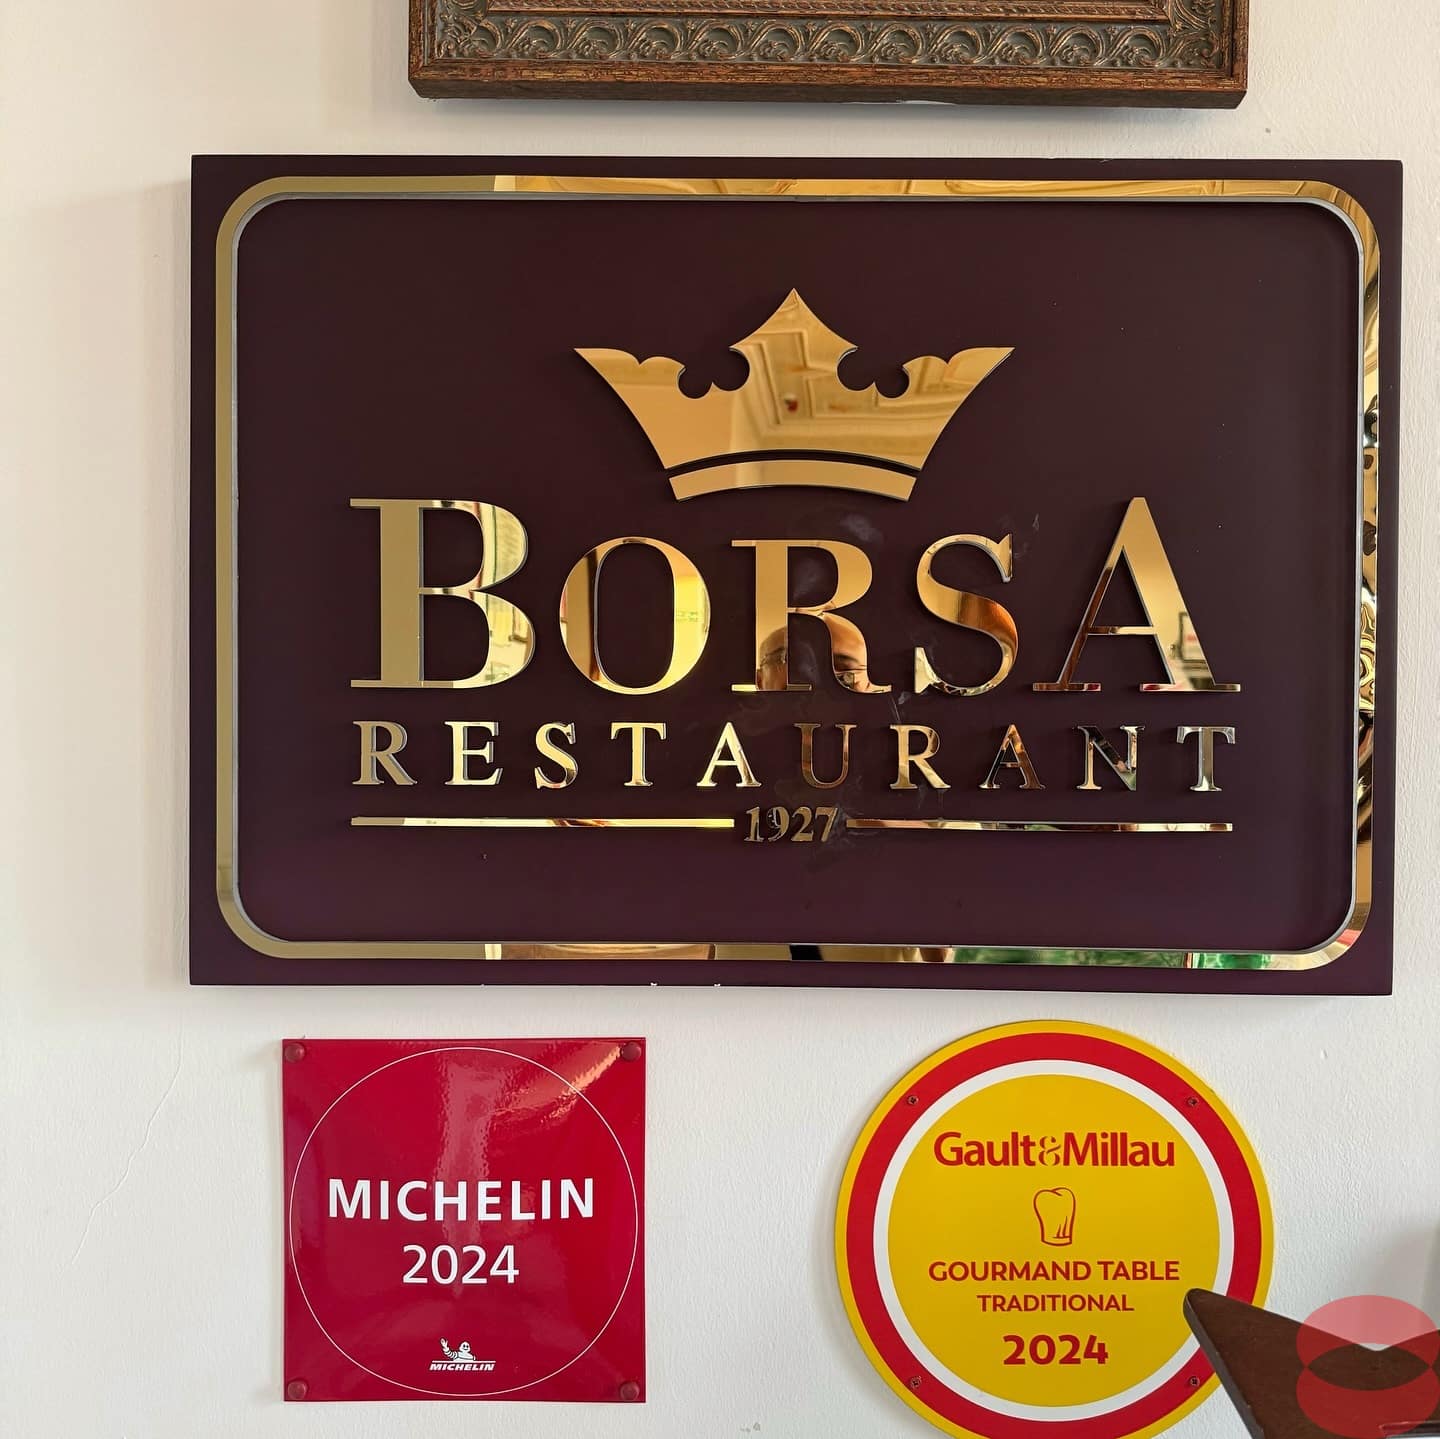 BORSA
RESTAURANT
1927
MICHELIN
2024
MICHELIN
Gault&Millau
GOURMAND TABLE
TRADITIONAL
2024